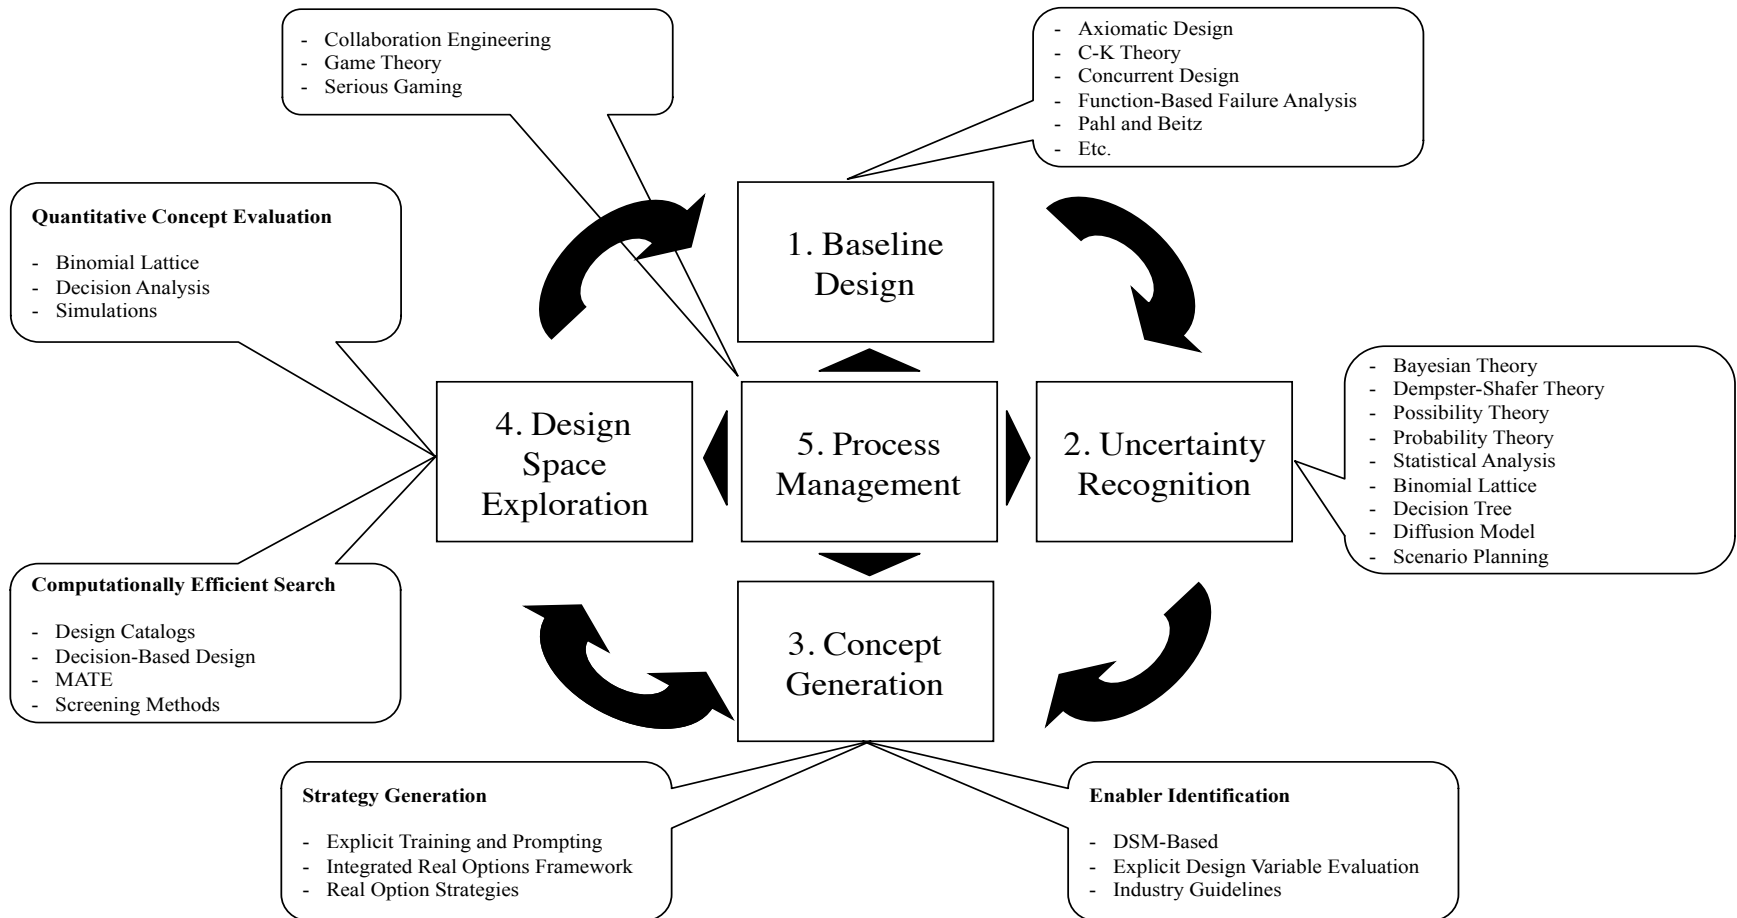 - Collaboration Engineering
- Game Theory
- Serious Gaming
- Axiomatic Design
- C-K Theory
- Concurrent Design
- Function-Based Failure Analysis
- Pahl and Beitz
- Etc.
Quantitative Concept Evaluation
- Binomial Lattice
- Decision Analysis
- Simulations
1. Baseline
Design
4. Design
Space
Exploration
5. Process
Management
2. Uncertainty
Recognition
- Bayesian Theory
- Dempster-Shafer Theory
- Possibility Theory
- Probability Theory
- Statistical Analysis
- Binomial Lattice
- Decision Tree
- Diffusion Model
- Scenario Planning
Computationally Efficient Search
- Design Catalogs
- Decision-Based Design
- MATE
- Screening Methods
3. Concept
Generation
Strategy Generation
- Explicit Training and Prompting
- Integrated Real Options Framework
- Real Option Strategies
Enabler Identification
- DSM-Based
- Explicit Design Variable Evaluation
- Industry Guidelines